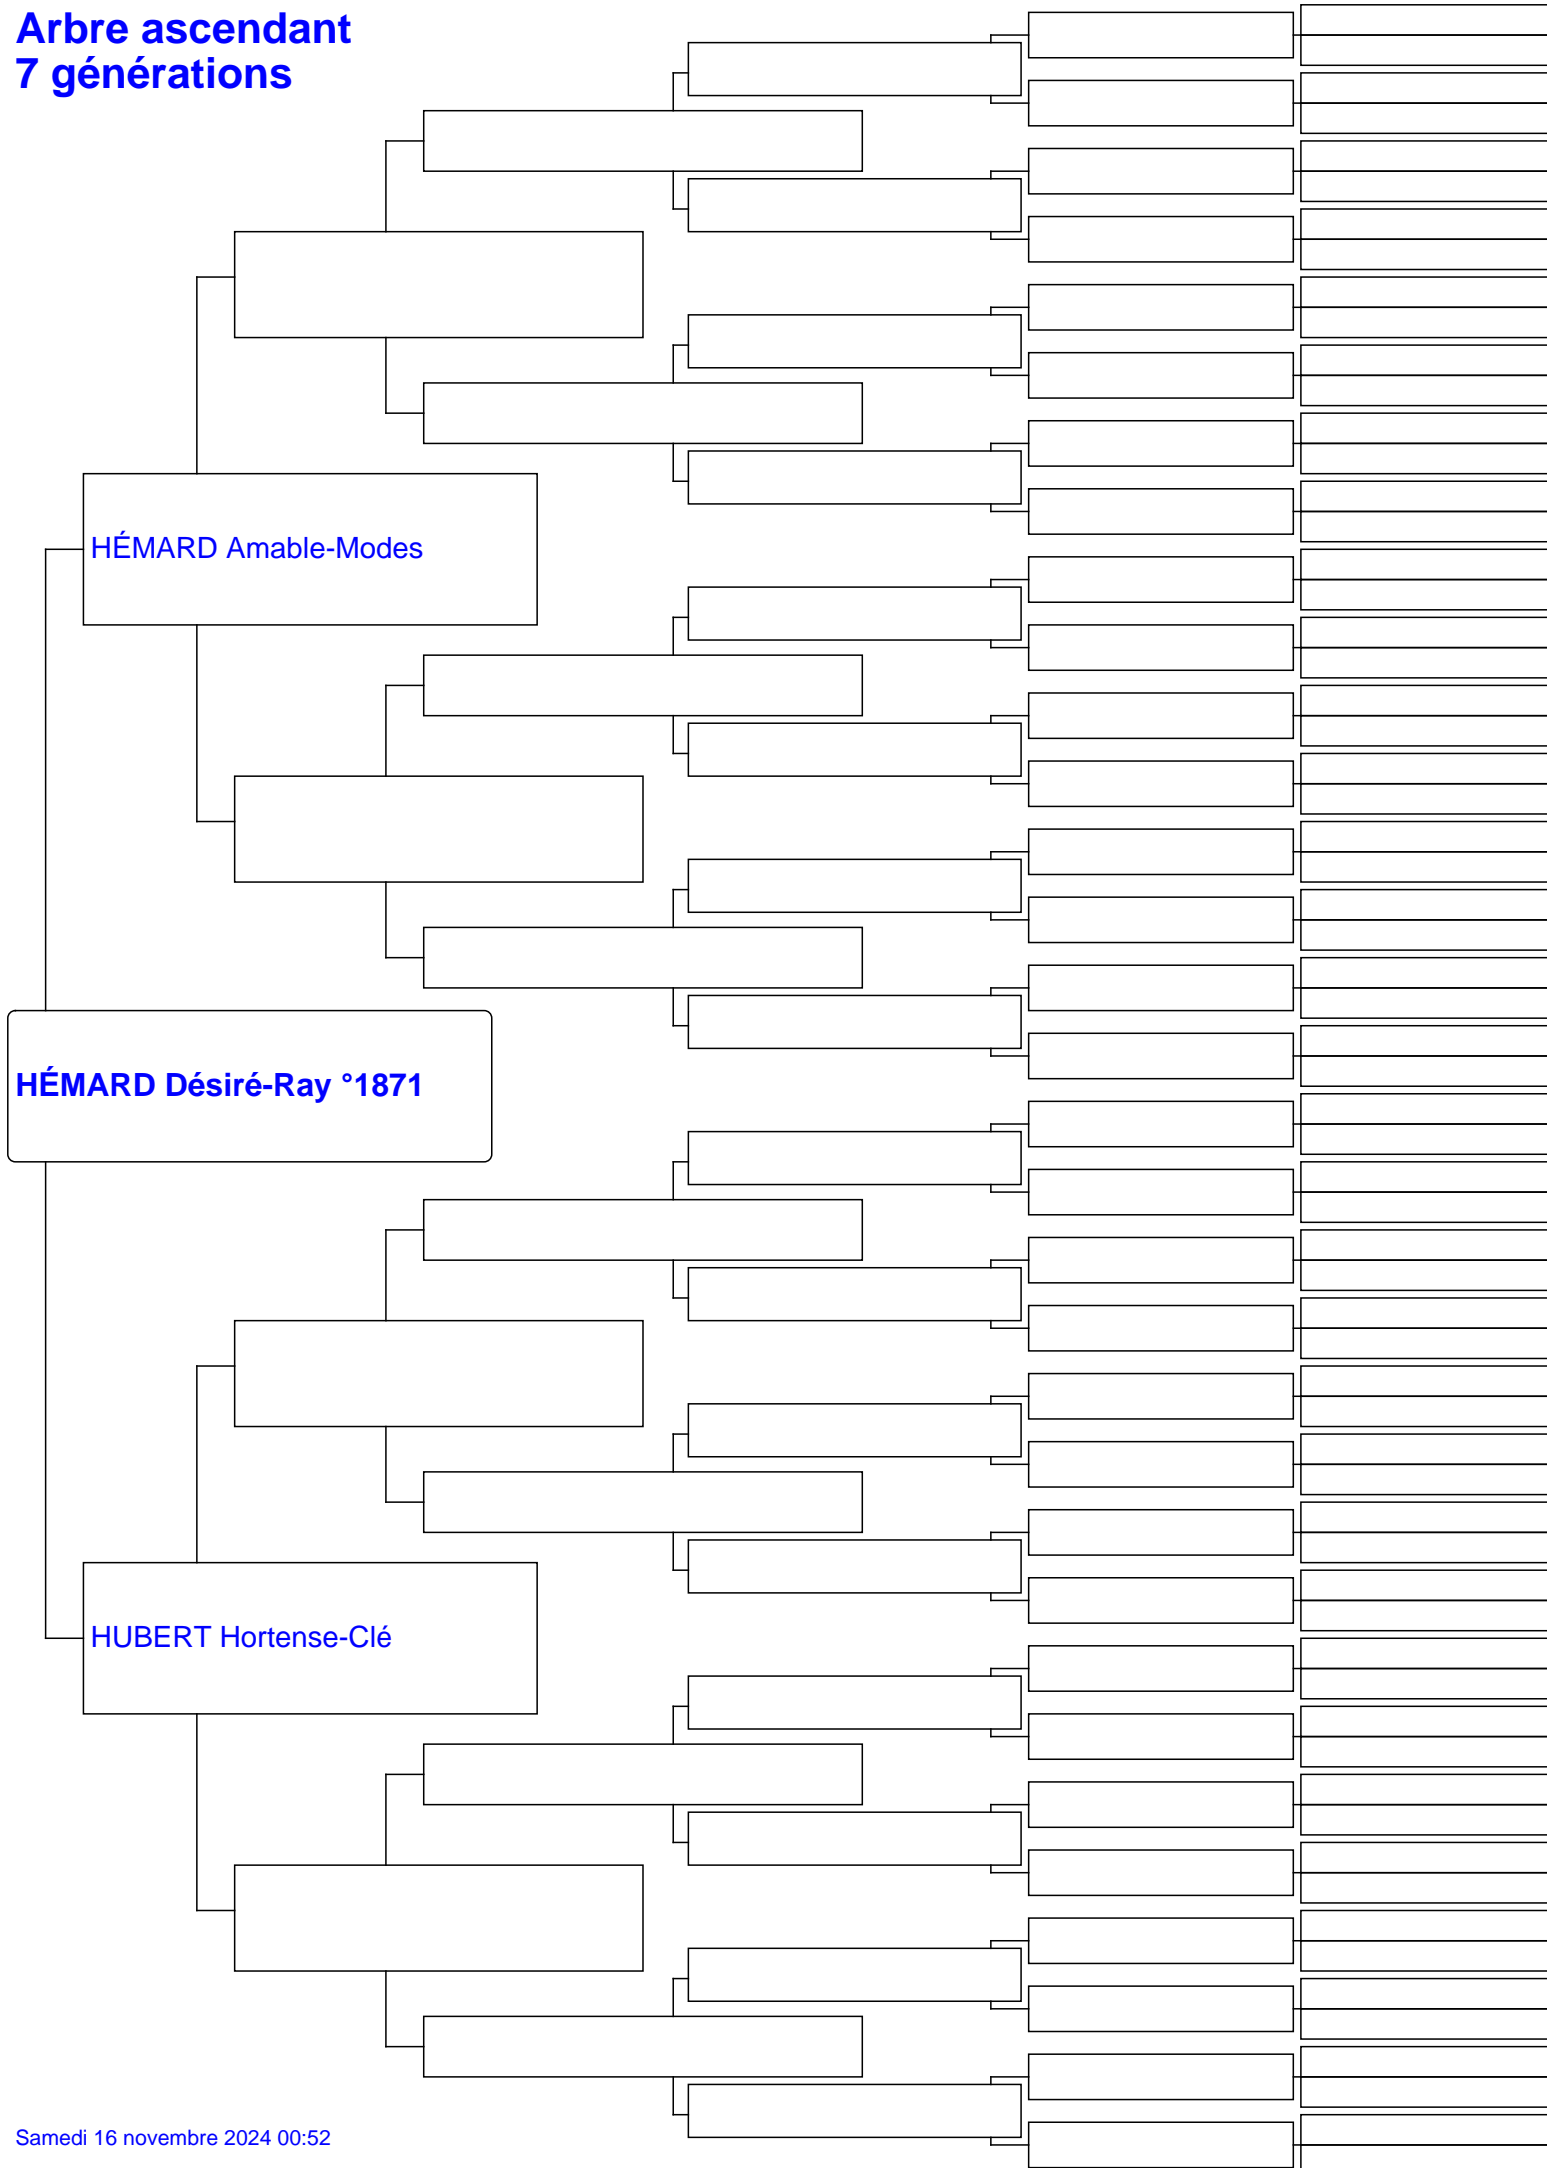 Arbre ascendant
7 générations
HÉMARD Amable-Modes
HÉMARD Désiré-Ray °1871
HUBERT Hortense-Clé
Samedi 16 novembre 2024 00:52